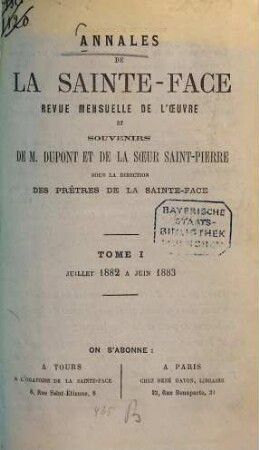 ANNALES
DE
LA SAINTE-FACE
REVUE MENSUELLE DE L'ŒUVRE
ET
SOUVENIRS
DE M. DUPONT ET DE LA SŒUR SAINT-PIERRE
SOUS LA DIRECTION
DES PRÊTRES DE LA SAINTE-FACE
BAYERISCHE
STAATS-
BIBLIOTHEK
MUENCHEN
TOME I
JUILLET 1882 A JUIN 1883
ON S'ABONNE:
A TOURS
A L'ORATOIRE DE LA SAINTE-FACE
8, Rue Saint-Étienne, 8
A PARIS
CHEZ RENÉ HATON, LIBRAIRE
Rue Bonaparte,